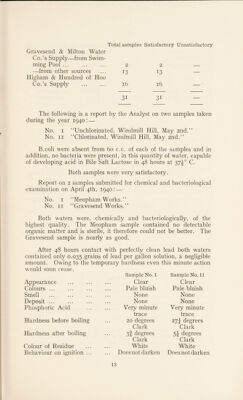 Total samples Satisfactory Unsatisfactory
Gravesend & Milton Water
Co.'s Supply—from Swim-
ming Pool ... ... ... 2 2 —
—from other sources ... 13 13 —
Higham & Hundred of Hoo
Co.'s Supply ... ... 16 16 —
31 31 —
The following is a report by the Analyst on two samples taken
during the year 1940:—
No. 1 "Unchlorinated, Windmill Hill, May 2nd."
No. 11 "Chlorinated, Windmill Hill, May 2nd."
B.coli were absent from 60 c.c. of each of the samples and in
addition, no bacteria were present, in this quantity of water, capable
of developing acid in Bile Salt Lactose in 48 hours at 37½° C.
Both samples were very satisfactory.
Report on 2 samples submitted for chemical and bacteriological
examination on April 4th, 1940:—
No. 1 "Meopham Works."
No. 11 "Gravesend Works."
Both waters were, chemically and bacteriologically, of the
highest quality. The Meopham sample contained no detectable
organic matter and is sterile, it therefore could not be better. The
Gravesend sample is nearly as good.
After 48 hours contact with perfectly clean lead both waters
contained only 0.035 grains of lead per gallon solution, a negligible
amount. Owing to the temporary hardness even this minute action
would soon cease.
Sample No. I Sample No. II
Appearance ... ... ... Clear Clear
Colours ... ... ... ... Pale bluish Pale bluish
Smell ... ... ... ... None None
Deposit ... ... ... ... None None
Phosphoric Acid ... ... Very minute Very minute
trace trace
Hardness before boiling ... 20 degrees 27½ degrees
Clark Clark
Hardness after boiling ... degrees 5½ degrees
Clark Clark
Colour of Residue ... ... White White
Behaviour on ignition ... ... Does not darken Does not darken
13